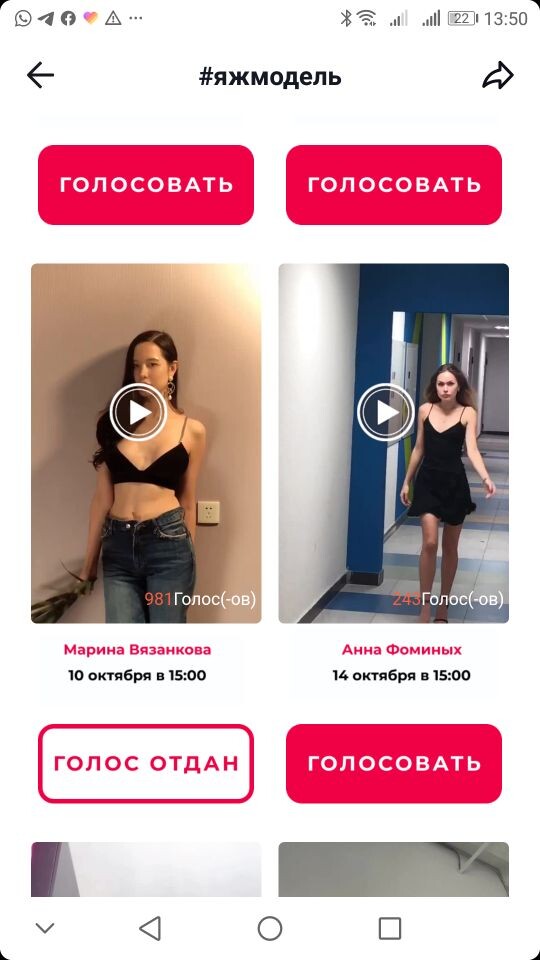 22 13:50
#яжмодель
ГОЛОСОВАТЬ ГОЛОСОВАТЬ
981Голос(-ов) 243Голос(-ов)
Марина Вязанкова Анна Фоминых
10 октября в 15:00 14 октября в 15:00
ГОЛОС ОТДАН ГОЛОСОВАТЬ